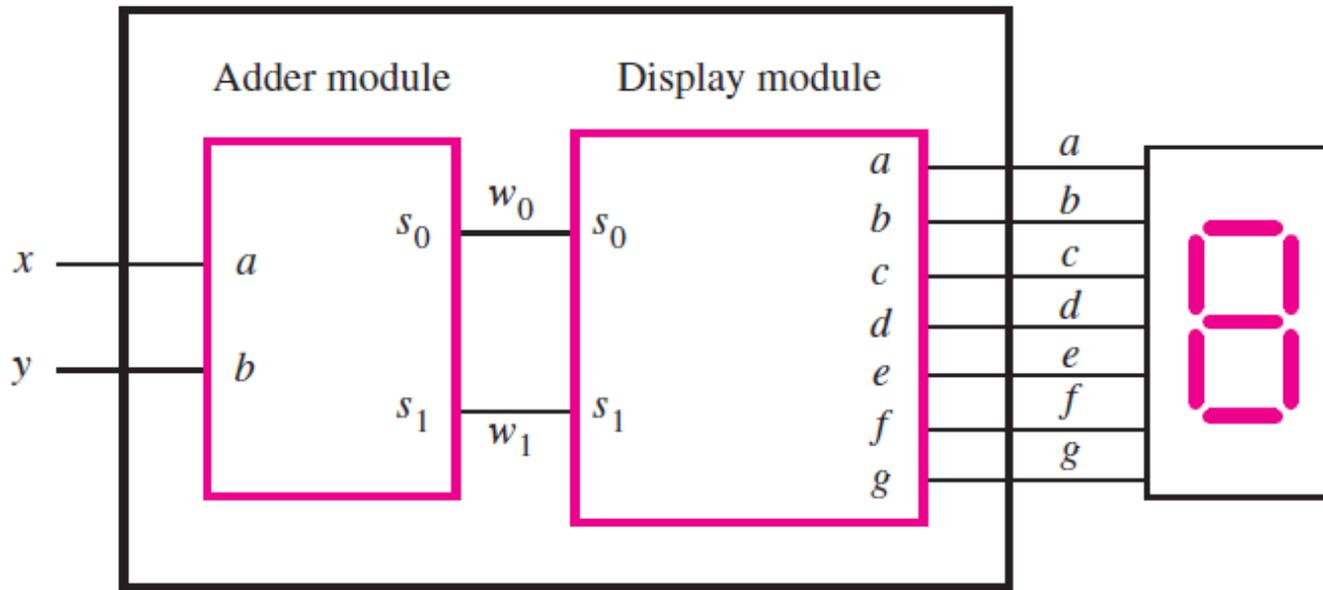 Adder module Display module
a a
w0 b b
s0 s0
x a c c
d d
y b e e
s1 s1 f f
w1 g g